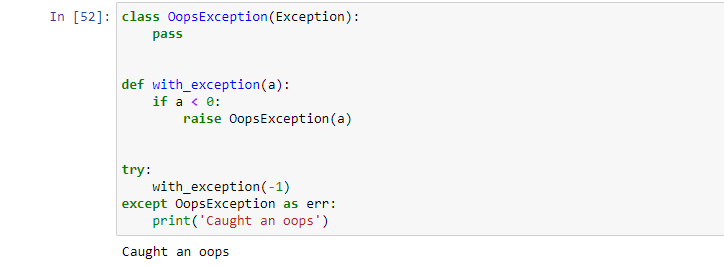 In [52]: class OopsException(Exception):
    pass
def with_exception(a):
    if a < 0:
        raise OopsException(a)
try:
    with_exception(-1)
except OopsException as err:
    print('Caught an oops')
Caught an oops